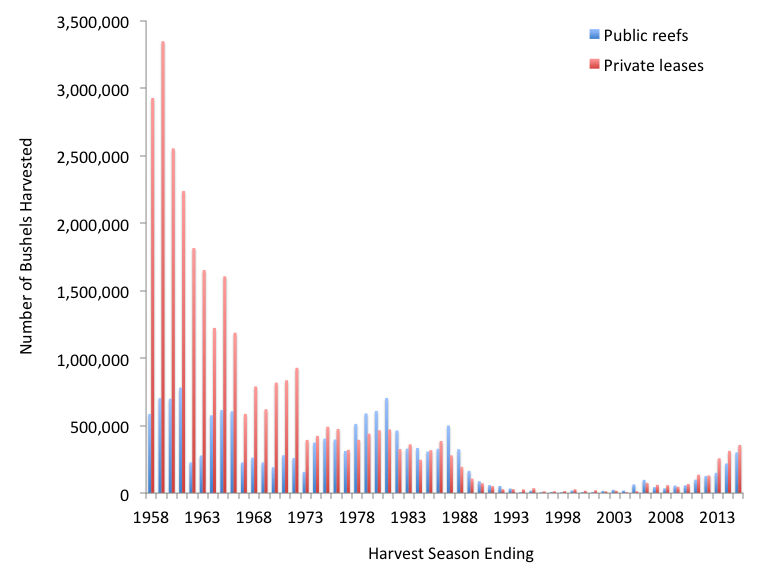 3,500,000
3,000,000
2,500,000
2,000,000
1,500,000
1,000,000
500,000
0
Number of Bushels Harvested
Public reefs
Private leases
1958 1963 1968 1973 1978 1983 1988 1993 1998 2003 2008 2013
Harvest Season Ending